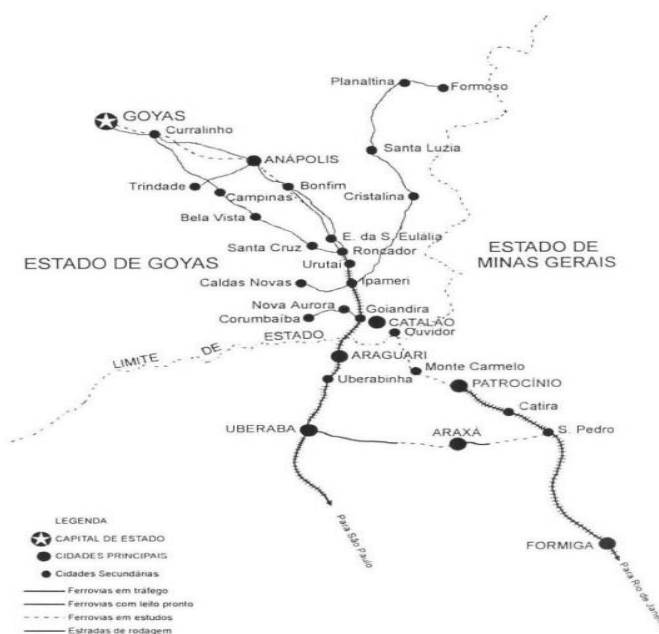 Planaltina
Formoso
GOYAS
Curralinho
ANÁPOLIS
Santa Luzia
Trindade
Bonfim
Campinas
Cristalina
Bela Vista
E. da S. Eulália
Santa Cruz
Roncador
ESTADO DE GOYAS
Urutaí
ESTADO DE
MINAS GERAIS
Caldas Novas
Ipameri
Nova Aurora
Goiandira
Corumbaíba
CATALÃO
Ouvidor
LIMITE DE ESTADO
ARAGUARI
Monte Carmelo
Uberabinha
PATROCÍNIO
Catira
UBERABA
ARAXÁ
S. Pedro
Para São Paulo
FORMIGA
Para Rio de Janeiro
LEGENDA
CAPITAL DE ESTADO
CIDADES PRINCIPAIS
Cidades Secundárias
Ferrovias em tráfego
Ferrovias com leito pronto
Ferrovias em estudos
Estradas de rodagem